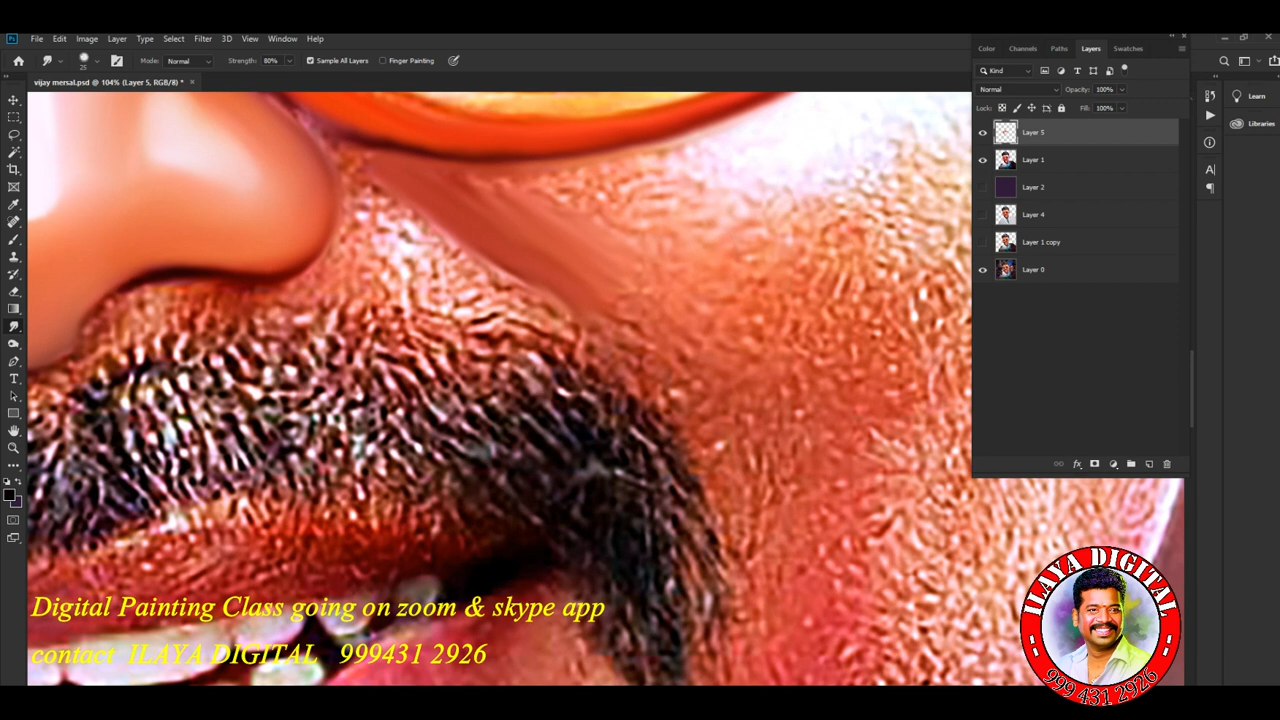 Ps File Edit Image Layer Type Select Filter 3D View Window Help
25 Mode: Normal Strength: 80% Sample All Layers Finger Painting
vijay mersal.psd @ 104% (Layer 5, RGB/8) *
Color Channels Paths Layers Swatches
Kind
Normal Opacity: 100%
Lock: Fill: 100%
Layer 5
Layer 1
Layer 2
Layer 4
Layer 1 copy
Layer 0
Learn
Libraries
Digital Painting Class going on zoom & skype app
contact ILAYA DIGITAL 999431 2926
ILAYA DIGITAL
999 431 2926